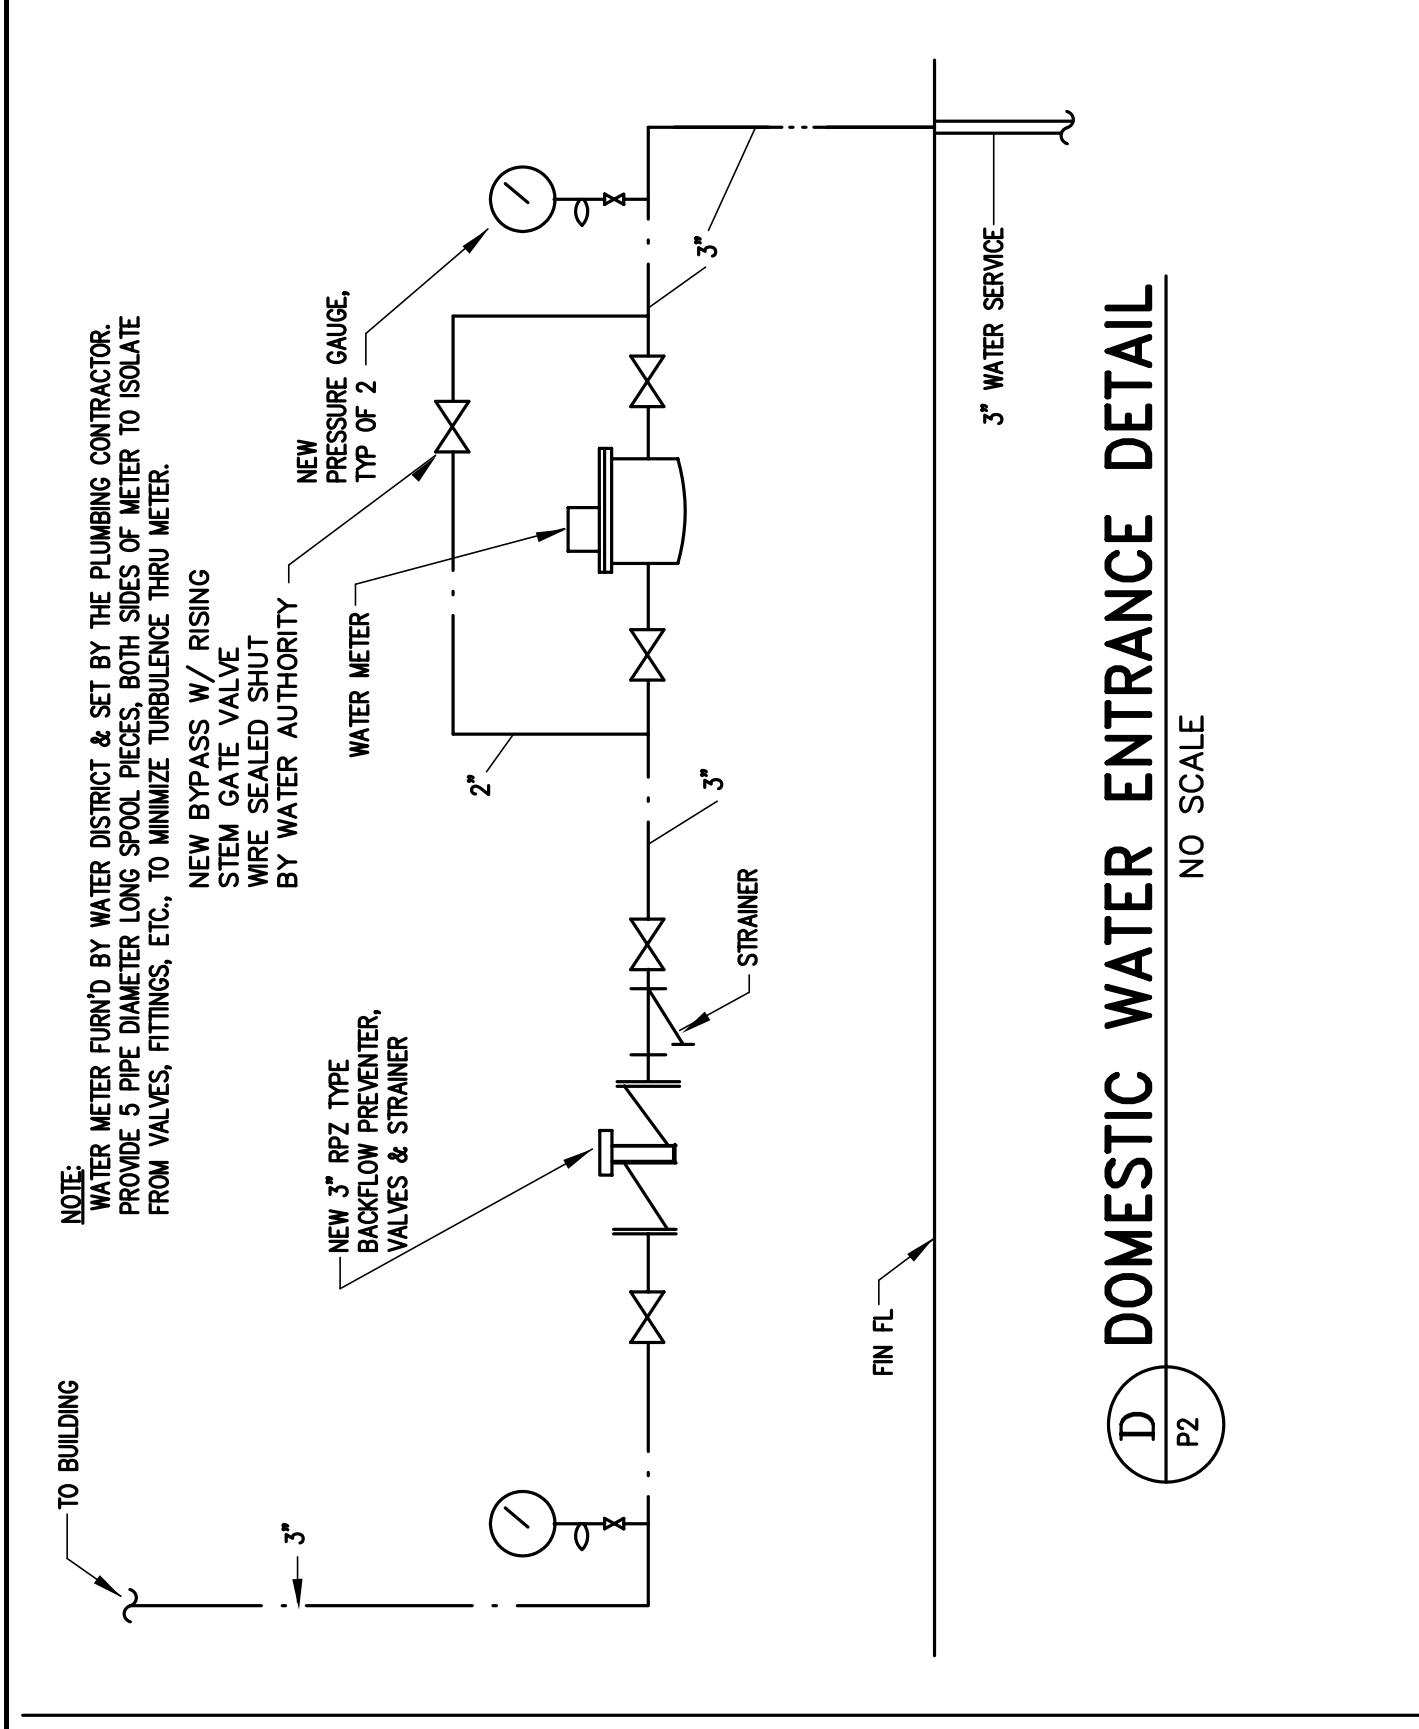 NOTE:
WATER METER FURN'D BY WATER DISTRICT & SET BY THE PLUMBING CONTRACTOR.
PROVIDE 5 PIPE DIAMETER LONG SPOOL PIECES, BOTH SIDES OF METER TO ISOLATE
FROM VALVES, FITTINGS, ETC., TO MINIMIZE TURBULENCE THRU METER.
TO BUILDING
NEW BYPASS W/ RISING
STEM GATE VALVE
WIRE SEALED SHUT
BY WATER AUTHORITY
NEW
PRESSURE GAUGE,
TYP OF 2
3"
NEW 3" RPZ TYPE
BACKFLOW PREVENTER,
VALVES & STRAINER
WATER METER
2"
3"
3"
STRAINER
FIN FL
3" WATER SERVICE
D
P2
DOMESTIC WATER ENTRANCE DETAIL
NO SCALE